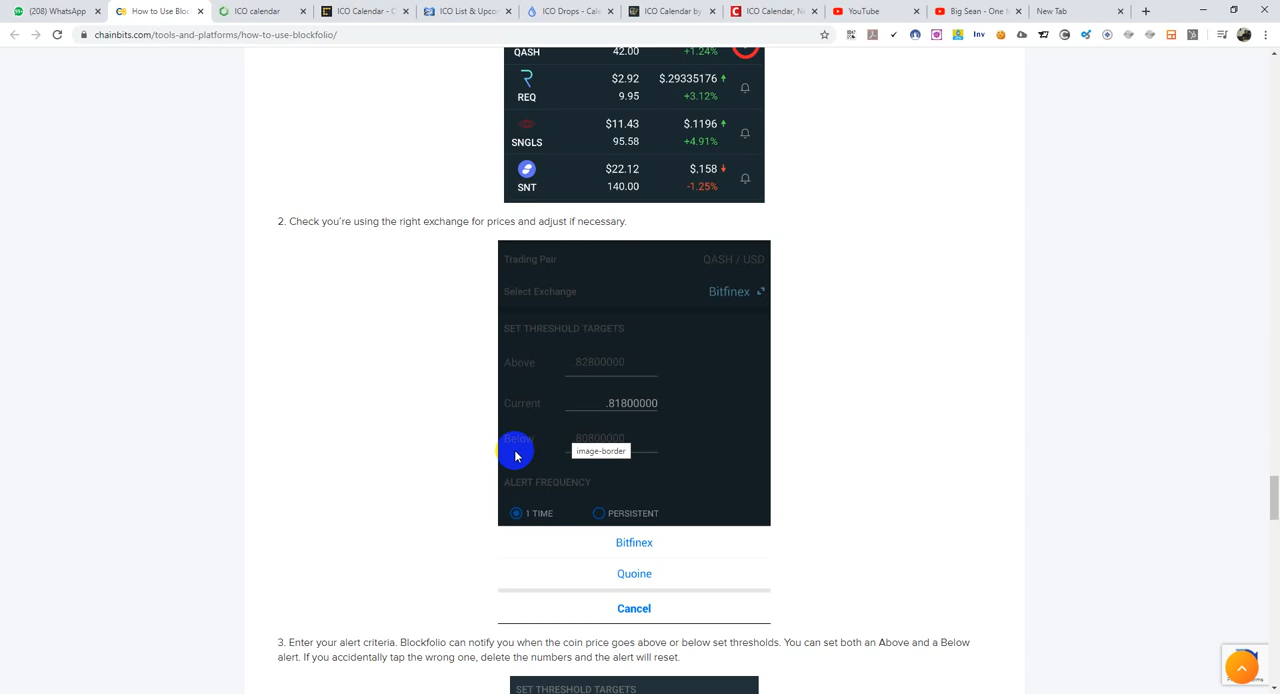 (208) WhatsApp
How to Use Bloc
ICO calendar
ICO Calendar - C
ICO List & Upco
ICO Drops - Cale
ICO Calendar by
ICO Calendar, Ne
YouTube
Big Sean - One M
New Tab
chainbits.com/tools-and-platforms/how-to-use-blockfolio/
Inv
QASH 42.00 +1.24%
$2.92 $.29335176
REQ 9.95 +3.12%
$11.43 $.1196
SNGLS 95.58 +4.91%
$22.12 $.158
SNT 140.00 -1.25%
2. Check you're using the right exchange for prices and adjust if necessary.
Trading Pair QASH / USD
Select Exchange Bitfinex
SET THRESHOLD TARGETS
Above .82800000
Current .81800000
Below .80800000
image-border
ALERT FREQUENCY
1 TIME PERSISTENT
Bitfinex
Quoine
Cancel
3. Enter your alert criteria. Blockfolio can notify you when the coin price goes above or below set thresholds. You can set both an Above and a Below
alert. If you accidentally tap the wrong one, delete the numbers and the alert will reset.
SET THRESHOLD TARGETS